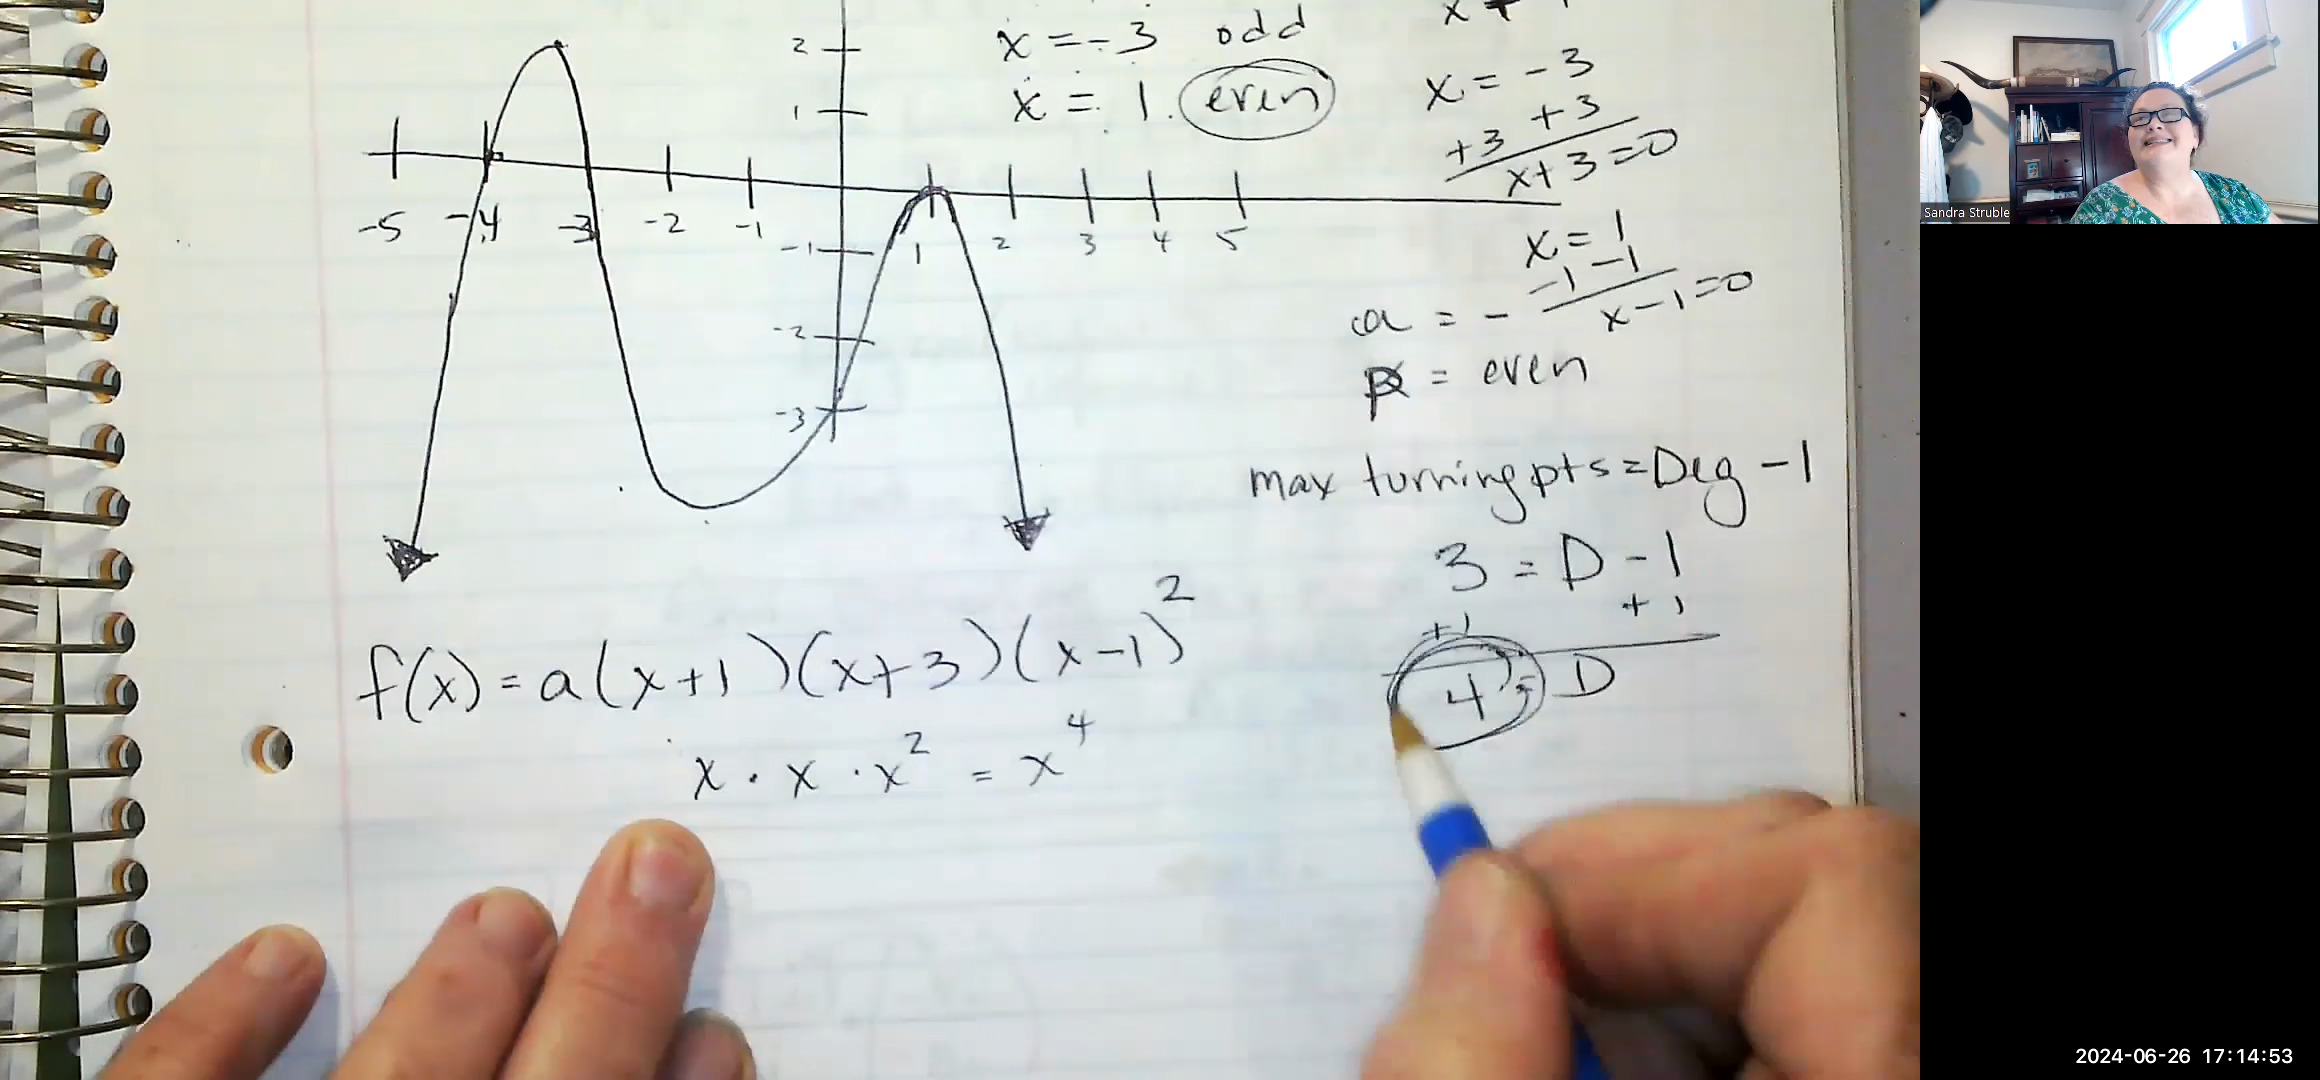 x = -3 odd
x = 1 even
x = -3
+3 +3
x+3=0
x = 1
-1 -1
x-1=0
a = -
= even
2
1
-5 -4 -3 -2 -1 1 2 3 4 5
-1
-2
-3
max turning pts = Deg -1
3 = D - 1
+1 +1
4 = D
f(x) = a(x+1)(x+3)(x-1)²
x · x · x² = x⁴
Sandra Struble
2024-06-26 17:14:53